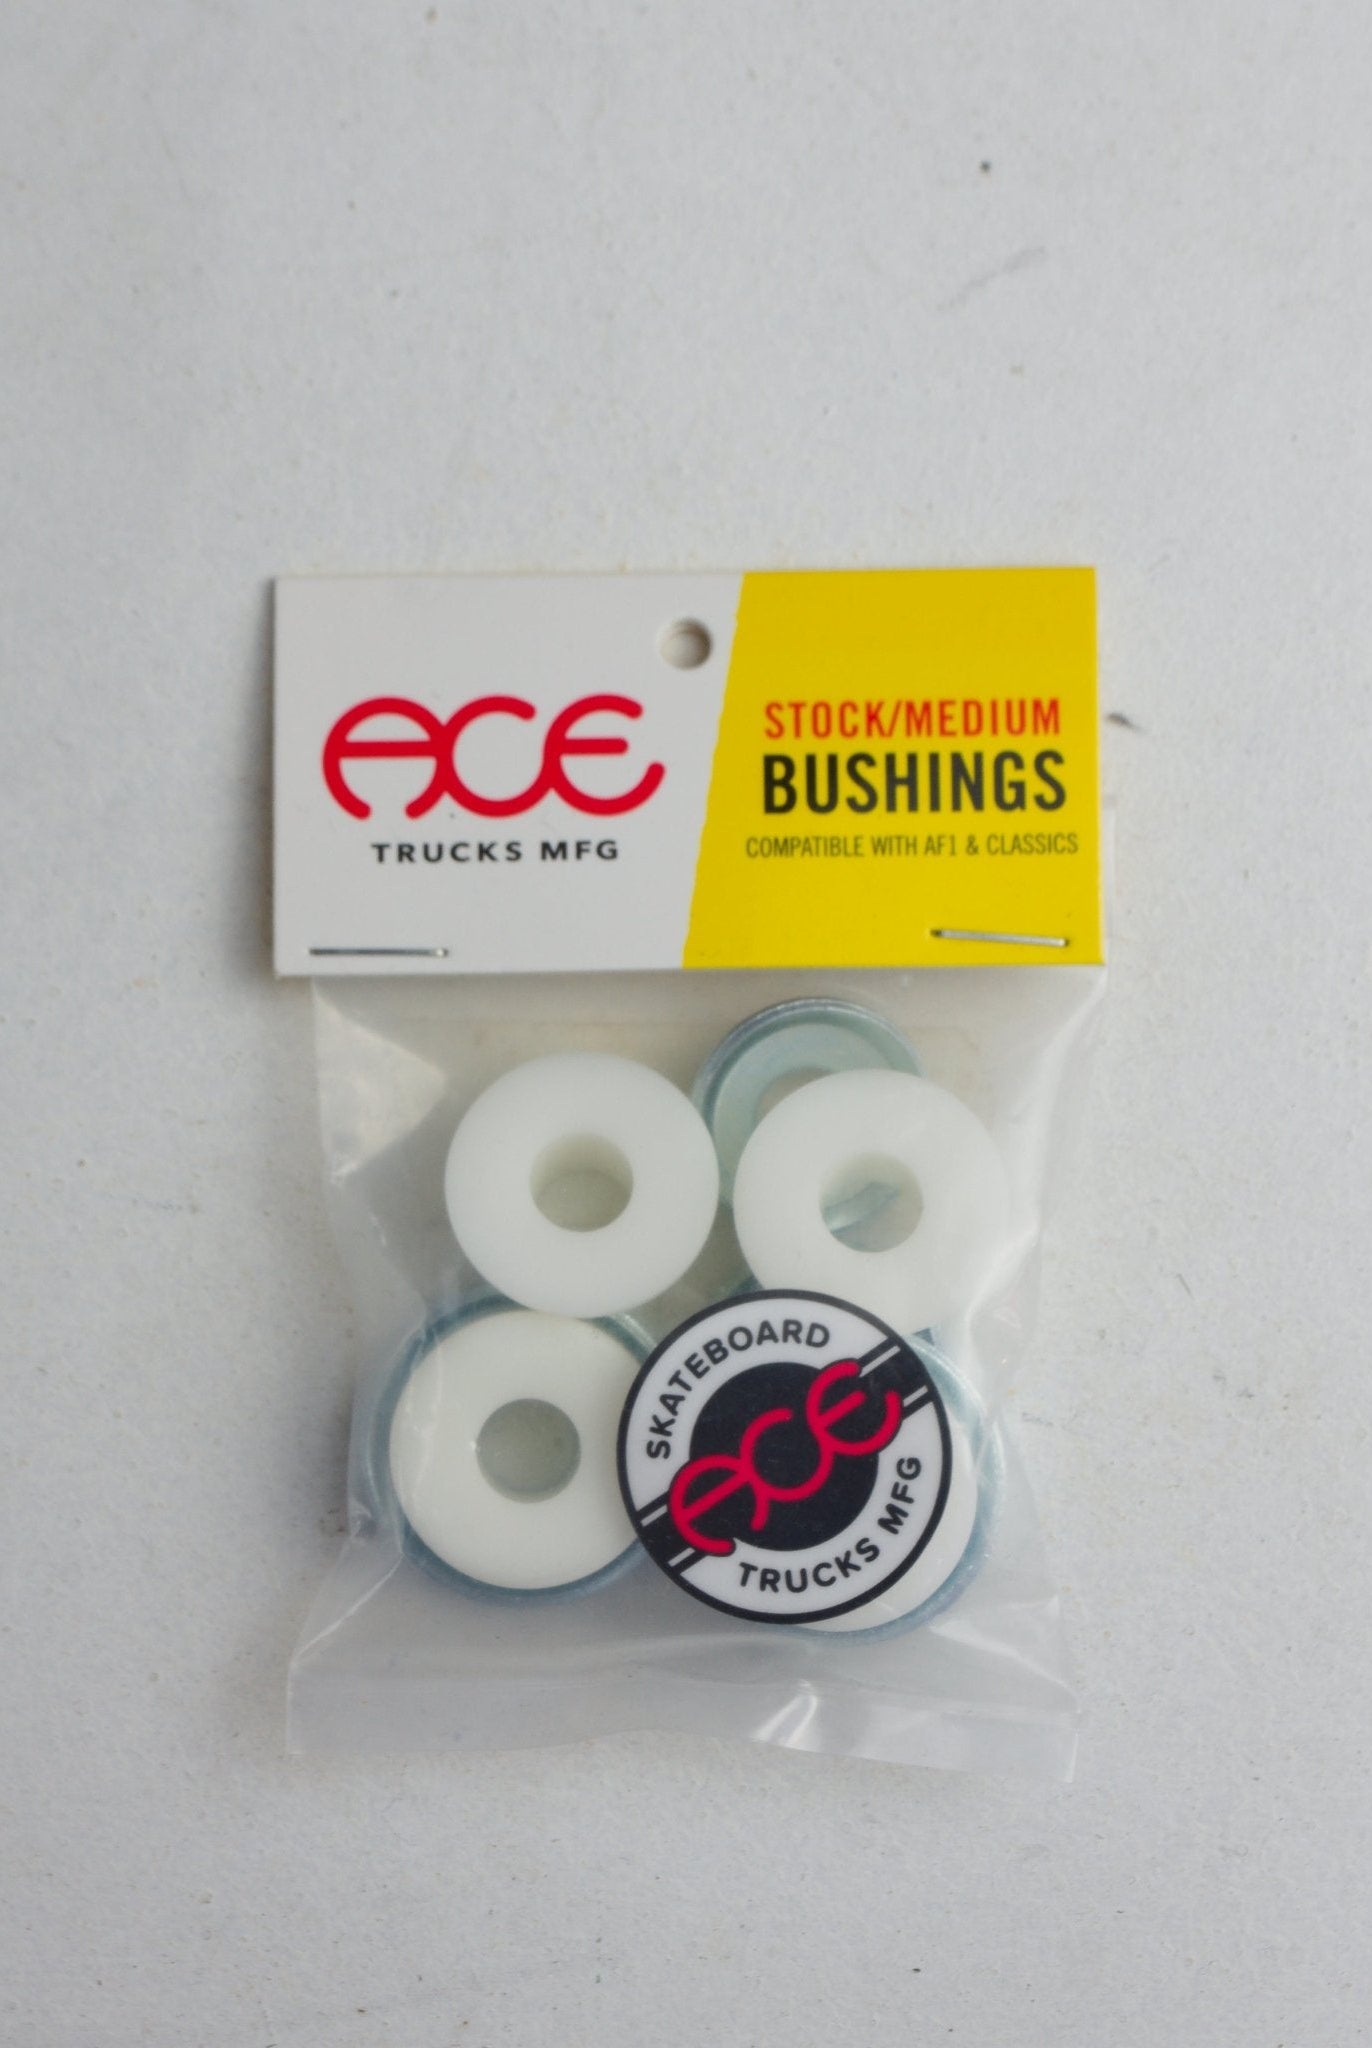 ACE
TRUCKS MFG
STOCK/MEDIUM
BUSHINGS
COMPATIBLE WITH AF1 & CLASSICS
SKATEBOARD
ACE
TRUCKS MFG